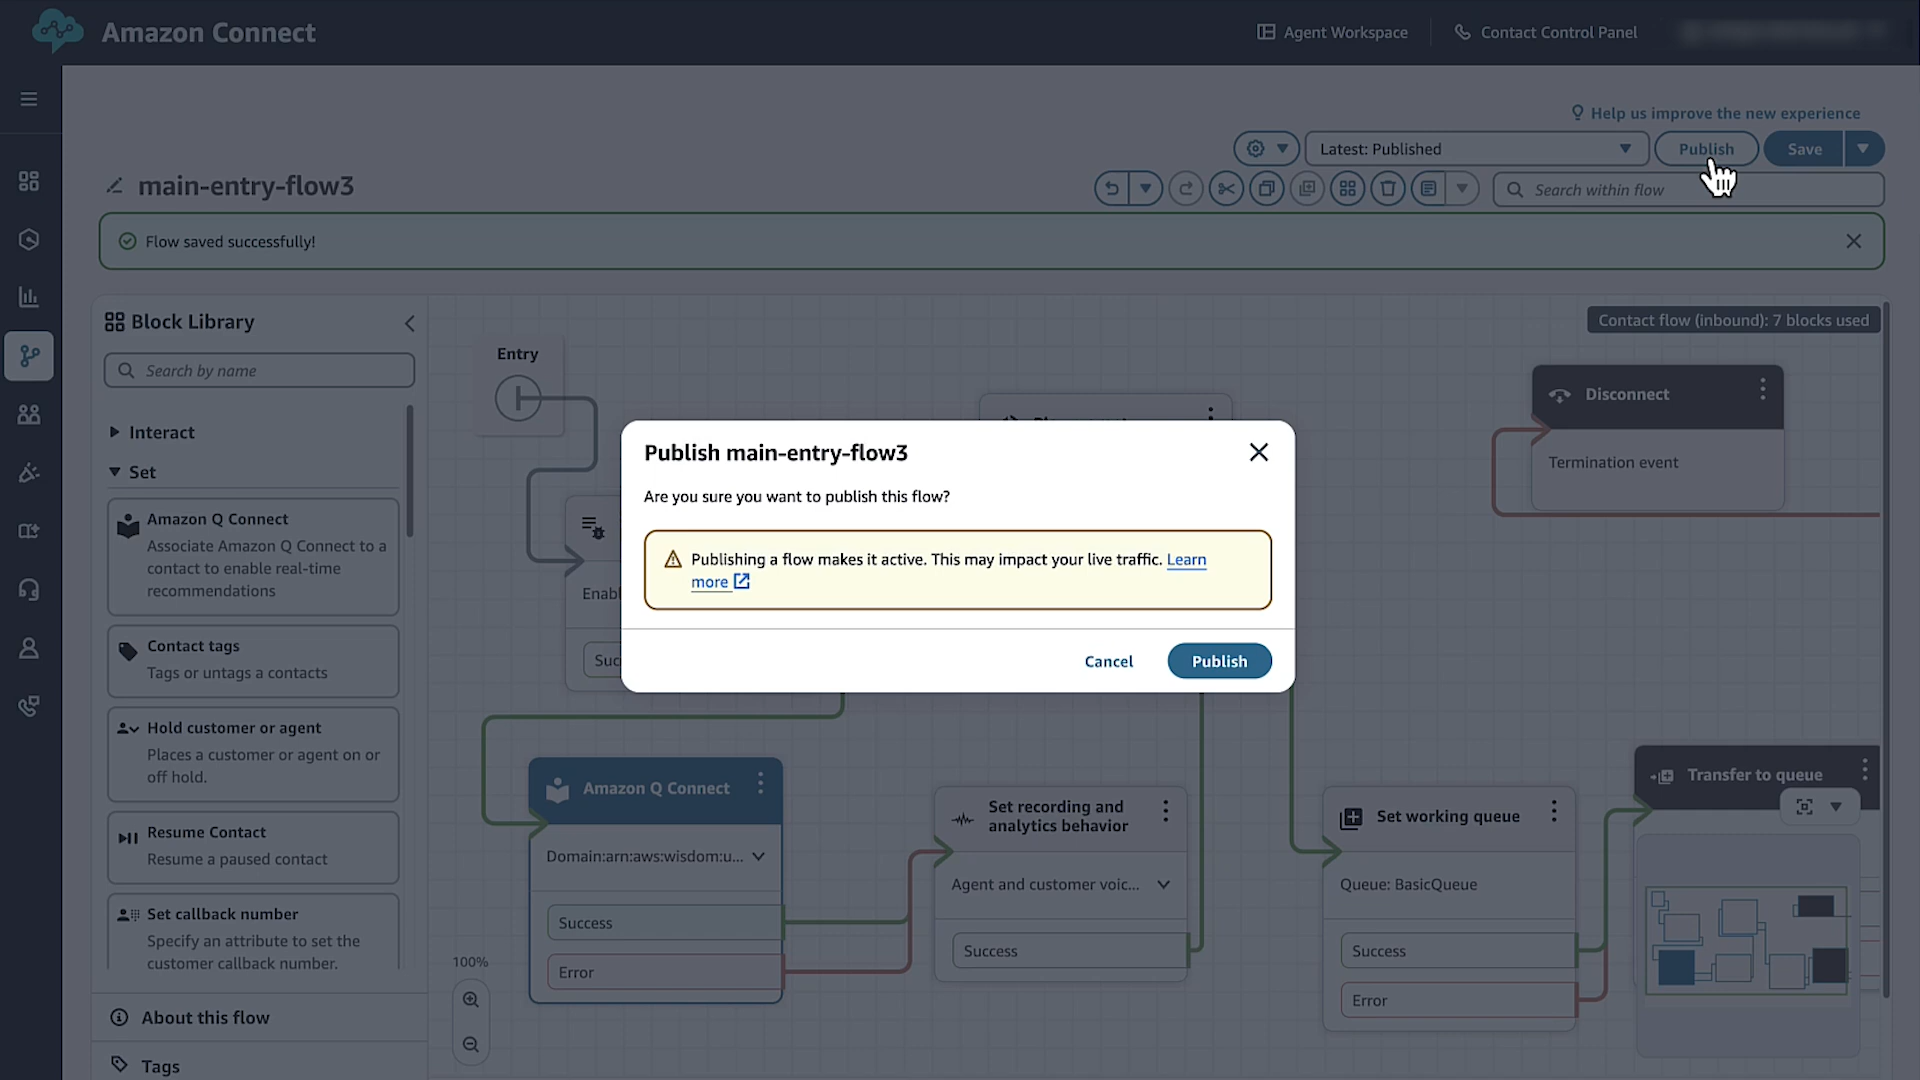 Amazon Connect
Agent Workspace
Contact Control Panel
Help us improve the new experience
Latest: Published
Publish
Save
main-entry-flow3
Search within flow
Flow saved successfully!
Block Library
Contact flow (inbound): 7 blocks used
Search by name
Entry
Disconnect
Termination event
Interact
Set
Amazon Q Connect
Associate Amazon Q Connect to a
contact to enable real-time
recommendations
Contact tags
Tags or untags a contacts
Hold customer or agent
Places a customer or agent on or
off hold.
Resume Contact
Resume a paused contact
Set callback number
Specify an attribute to set the
customer callback number.
About this flow
Tags
Publish main-entry-flow3
Are you sure you want to publish this flow?
Publishing a flow makes it active. This may impact your live traffic. Learn
more
Cancel
Publish
Enabl
Suc
Amazon Q Connect
Domain:arn:aws:wisdom:u...
Success
Error
Set recording and
analytics behavior
Agent and customer voic...
Success
Set working queue
Queue: BasicQueue
Success
Error
Transfer to queue
100%